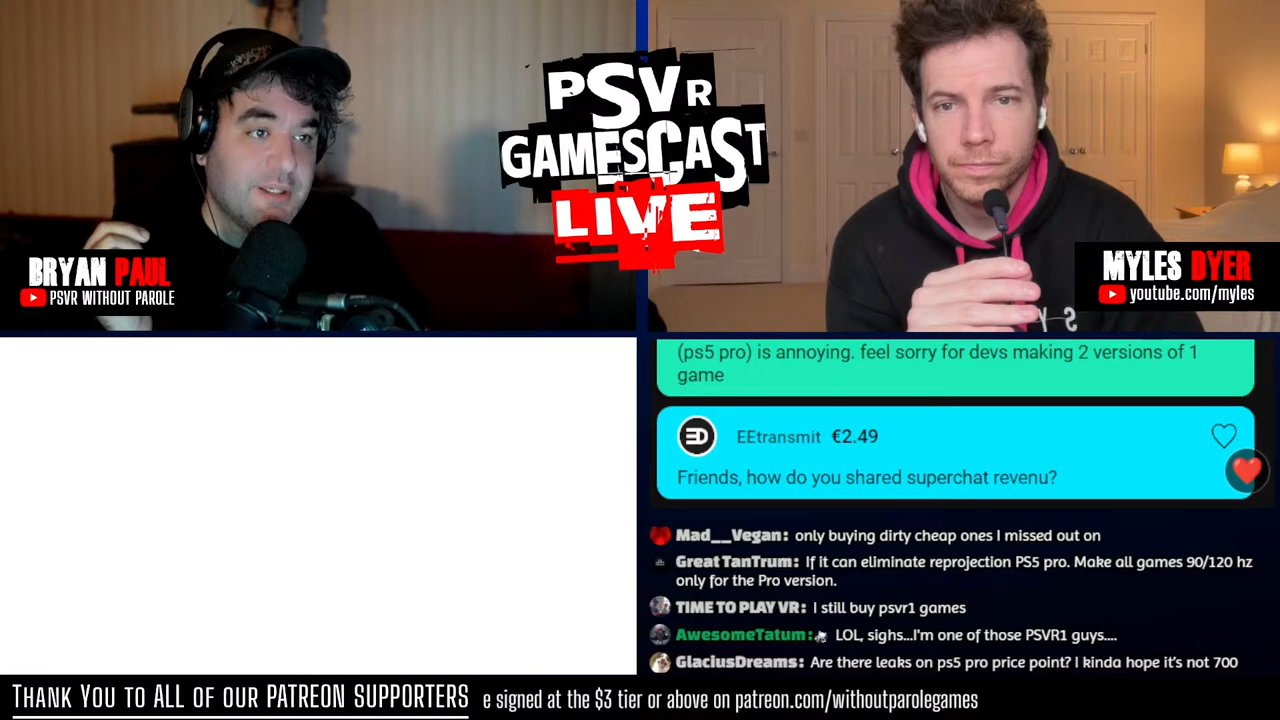 PSVR
GAMESCAST
LIVE
BRYAN PAUL
PSVR WITHOUT PAROLE
MYLES DYER
youtube.com/myles
(ps5 pro) is annoying. feel sorry for devs making 2 versions of 1
game
EEtransmit €2.49
Friends, how do you shared superchat revenu?
Mad__Vegan: only buying dirty cheap ones I missed out on
GreatTanTrum: If it can eliminate reprojection PS5 pro. Make all games 90/120 hz
only for the Pro version.
TIME TO PLAY VR: I still buy psvr1 games
AwesomeTatum: LOL, sighs...I'm one of those PSVR1 guys....
GlaciusDreams: Are there leaks on ps5 pro price point? I kinda hope it's not 700
THANK YOU TO ALL OF OUR PATREON SUPPORTERS
e signed at the $3 tier or above on patreon.com/withoutparolegames